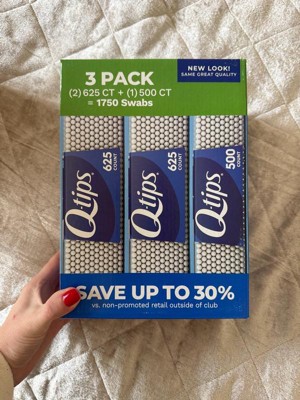 NEW LOOK!
SAME GREAT QUALITY
3 PACK
(2) 625 CT + (1) 500 CT
= 1750 Swabs
Q-tips
625
COUNT
Q-tips
625
COUNT
Q-tips
500
COUNT
SAVE UP TO 30%
vs. non-promoted retail outside of club